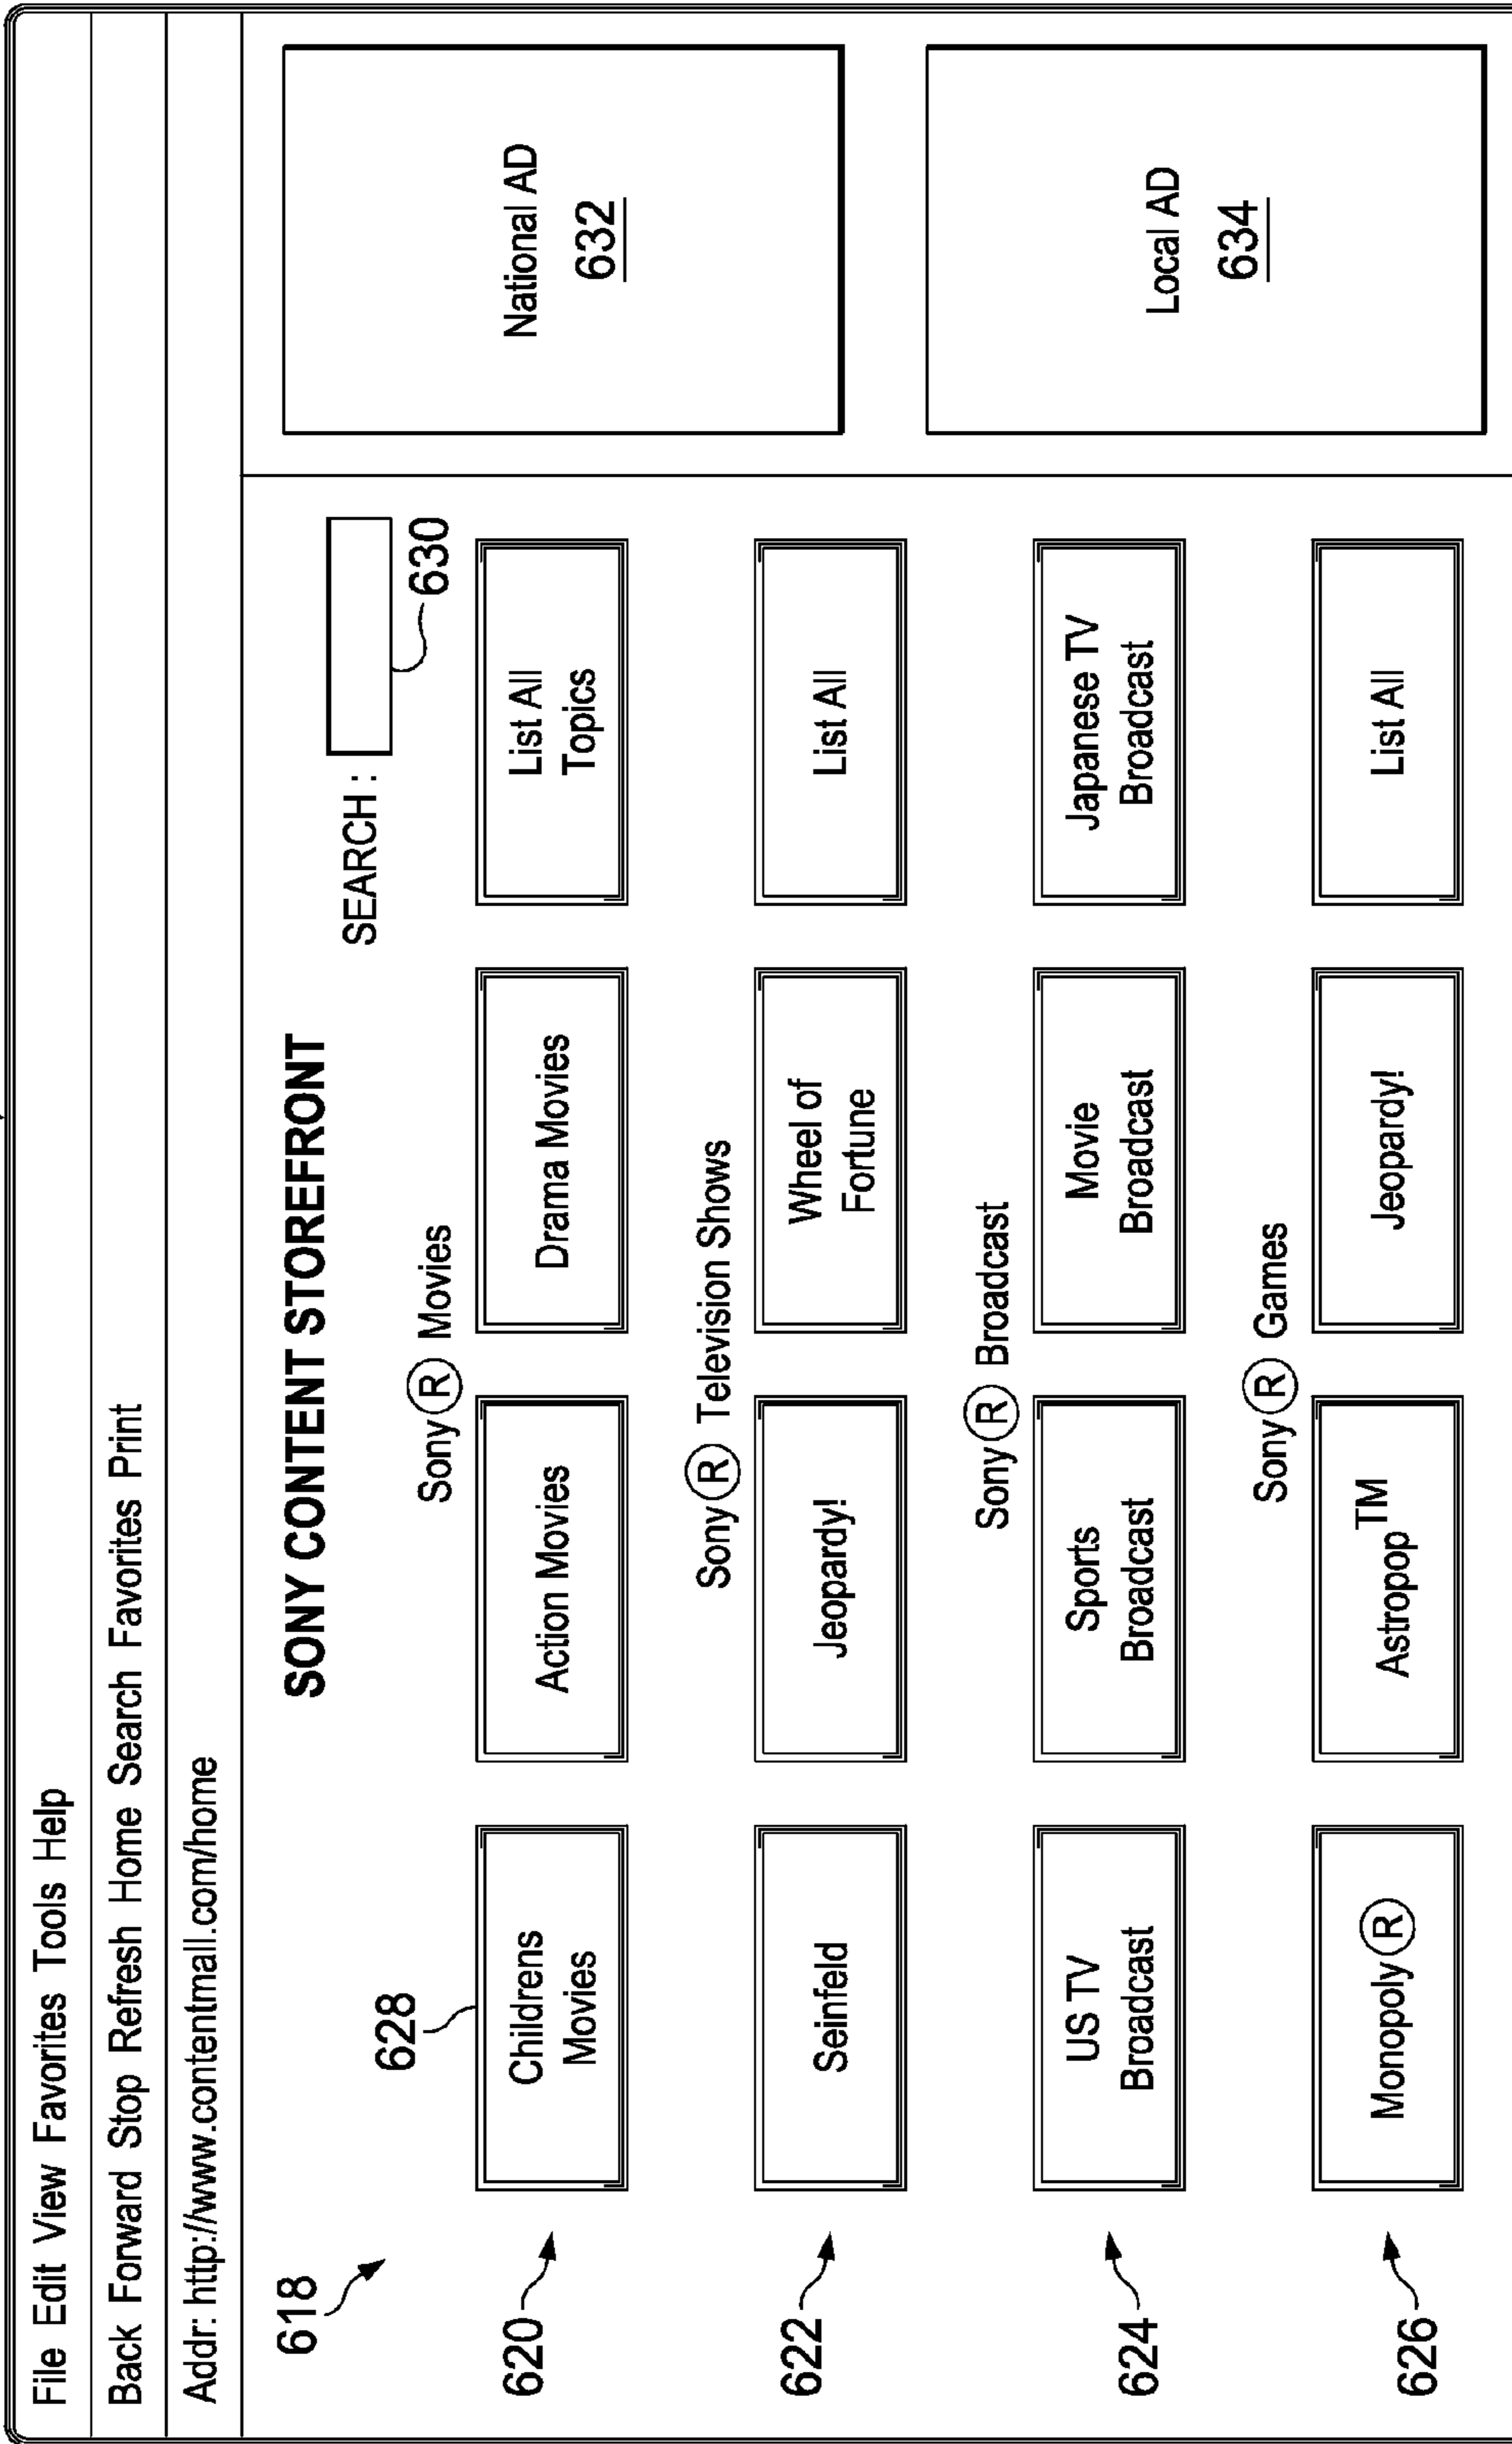 File Edit View Favorites Tools Help
Back Forward Stop Refresh Home Search Favorites Print
Addr: http://www.contentmall.com/home
618
SONY CONTENT STOREFRONT
SEARCH :
630
628
Sony® Movies
620
Childrens
Movies
Action Movies
Drama Movies
List All
Topics
Sony® Television Shows
622
Seinfeld
Jeopardy!
Wheel of
Fortune
List All
Sony® Broadcast
624
US TV
Broadcast
Sports
Broadcast
Movie
Broadcast
Japanese TV
Broadcast
Sony® Games
626
Monopoly®
Astropop™
Jeopardy!
List All
National AD
632
Local AD
634